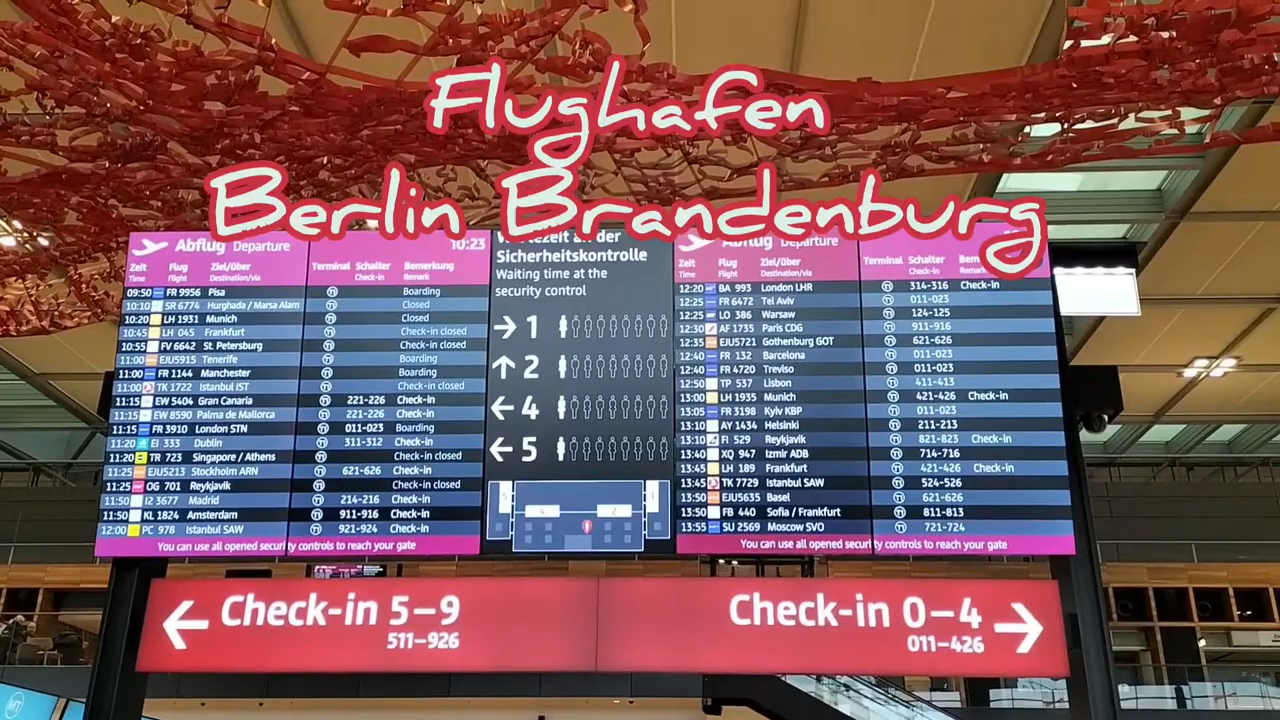 Flughafen
Berlin Brandenburg
Abflug Departure 10:23
Zeit Flug Ziel/über Terminal Schalter Bemerkung
Time Flight Destination/via Check-in Remark
09:50 FR 9956 Pisa Boarding
10:10 SR 6774 Hurghada / Marsa Alam Closed
10:20 LH 1931 Munich Closed
10:45 LH 045 Frankfurt Check-in closed
10:55 FV 6642 St. Petersburg Check-in closed
11:00 EJU5915 Tenerife Boarding
11:00 FR 1144 Manchester Boarding
11:00 TK 1722 Istanbul IST Check-in closed
11:15 EW 5404 Gran Canaria 221-226 Check-in
11:15 EW 8590 Palma de Mallorca 221-226 Check-in
11:15 FR 3910 London STN 011-023 Boarding
11:20 EI 333 Dublin 311-312 Check-in
11:20 TR 723 Singapore / Athens Check-in closed
11:25 EJU5213 Stockholm ARN 621-626 Check-in
11:25 OG 701 Reykjavik Check-in closed
11:50 I2 3677 Madrid 214-216 Check-in
11:50 KL 1824 Amsterdam 911-916 Check-in
12:00 PC 978 Istanbul SAW 921-924 Check-in
You can use all opened security controls to reach your gate
an der
Sicherheitskontrolle
Waiting time at the
security control
→ 1
↑ 2
← 4
← 5
Abflug Departure
Zeit Flug Ziel/über Terminal Schalter
Time Flight Destination/via Check-in Remark
12:20 BA 993 London LHR 314-316 Check-in
12:25 FR 6472 Tel Aviv 011-023
12:25 LO 386 Warsaw 124-125
12:30 AF 1735 Paris CDG 911-916
12:35 EJU5721 Gothenburg GOT 621-626
12:40 FR 132 Barcelona 011-023
12:40 FR 4720 Treviso 011-023
12:50 TP 537 Lisbon 411-413
13:00 LH 1935 Munich 421-426 Check-in
13:05 FR 3198 Kyiv KBP 011-023
13:10 AY 1434 Helsinki 211-213
13:10 FI 529 Reykjavik 821-823 Check-in
13:40 XQ 947 Izmir ADB 714-716
13:45 LH 189 Frankfurt 421-426 Check-in
13:45 TK 7729 Istanbul SAW 524-526
13:50 EJU5635 Basel 621-626
13:50 FB 440 Sofia / Frankfurt 811-813
13:55 SU 2569 Moscow SVO 721-724
You can use all opened security controls to reach your gate
← Check-in 5–9
511–926
Check-in 0–4 →
011–426